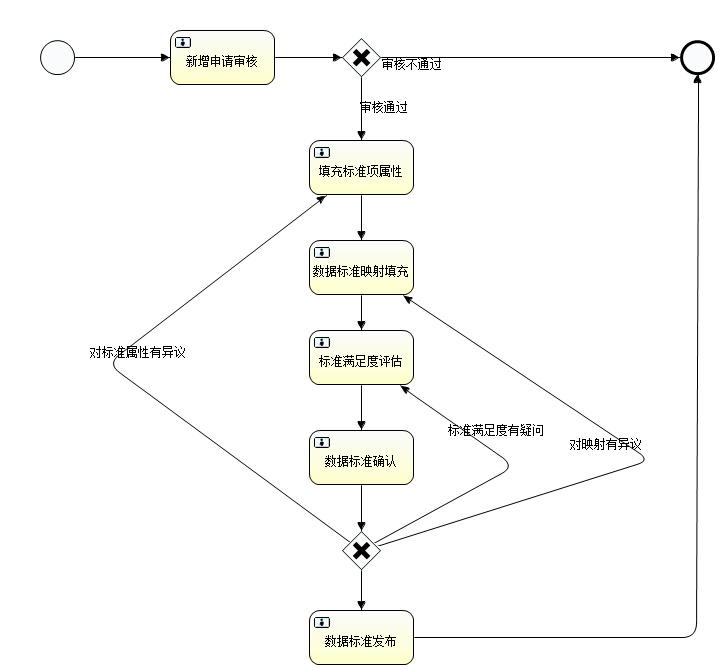 新增申请审核
审核不通过
审核通过
填充标准项属性
数据标准映射填充
对标准属性有异议
标准满足度评估
标准满足度有疑问
对映射有异议
数据标准确认
数据标准发布